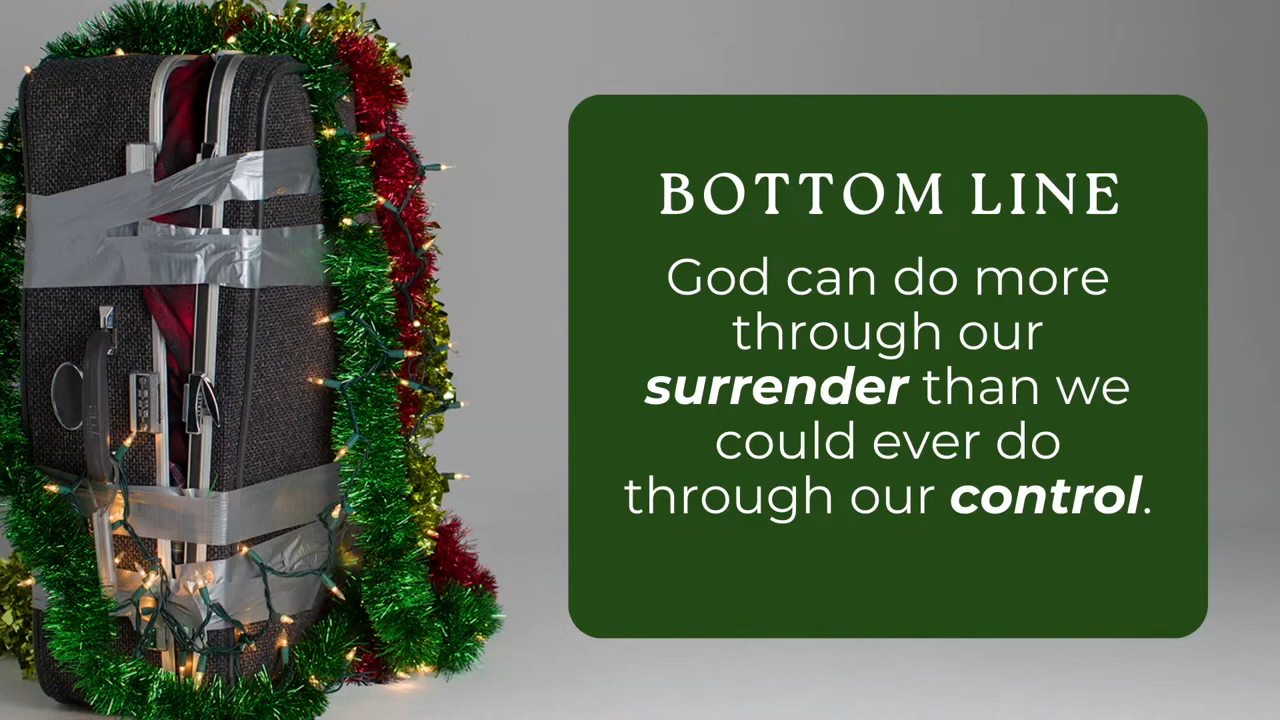 BOTTOM LINE
God can do more
through our
surrender than we
could ever do
through our control.